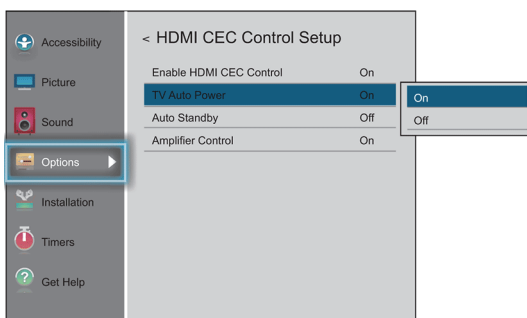 Accessibility
Picture
Sound
Options
Installation
Timers
Get Help
< HDMI CEC Control Setup
Enable HDMI CEC Control On
TV Auto Power On
Auto Standby Off
Amplifier Control On
On
Off